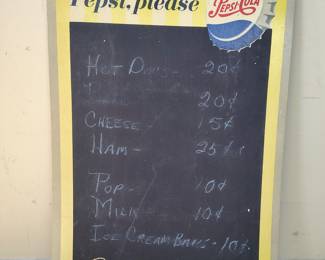 Pepsi, please
PEPSI-COLA
HOT DOGS - 20¢
20¢
CHEESE - 15¢
HAM - 25¢
POP - 10¢
MILK - 10¢
ICE CREAM BARS - 10¢